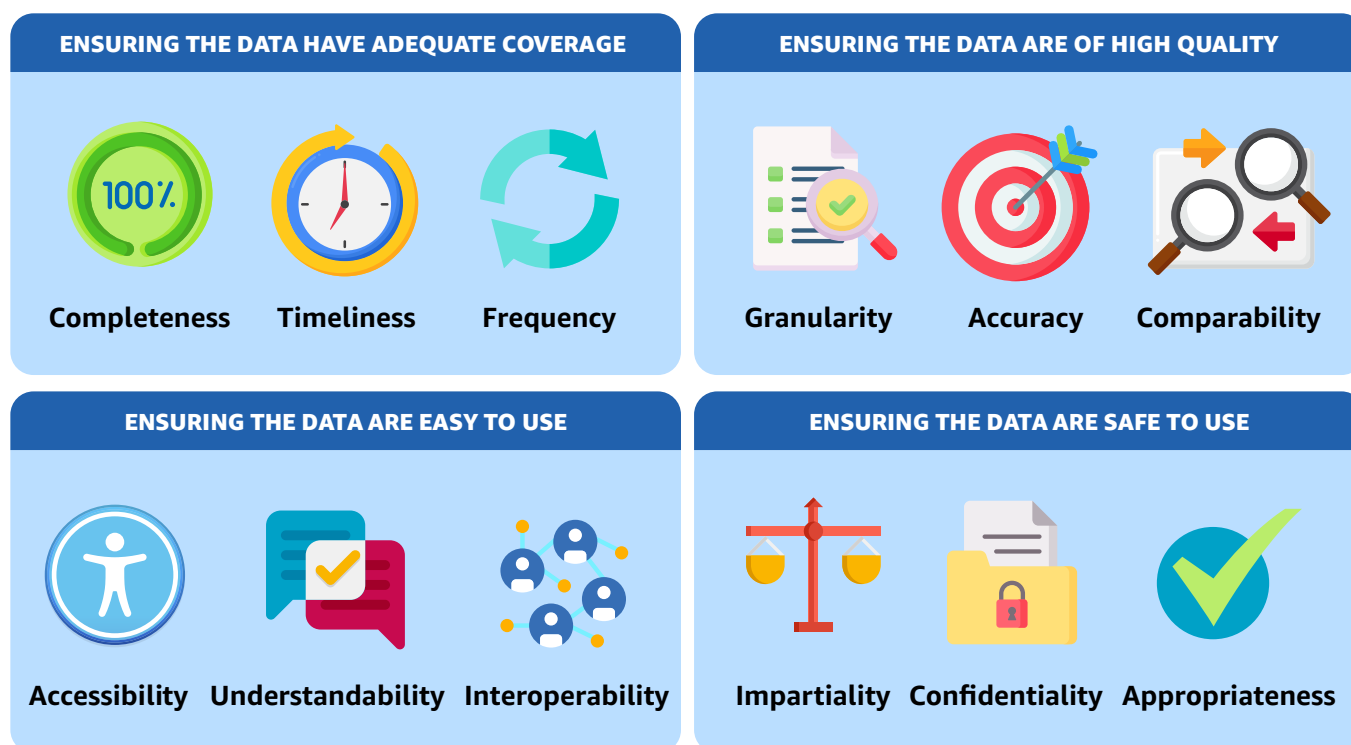 ENSURING THE DATA HAVE ADEQUATE COVERAGE
100%
Completeness
Timeliness
Frequency
ENSURING THE DATA ARE OF HIGH QUALITY
Granularity
Accuracy
Comparability
ENSURING THE DATA ARE EASY TO USE
Accessibility
Understandability
Interoperability
ENSURING THE DATA ARE SAFE TO USE
Impartiality
Confidentiality
Appropriateness